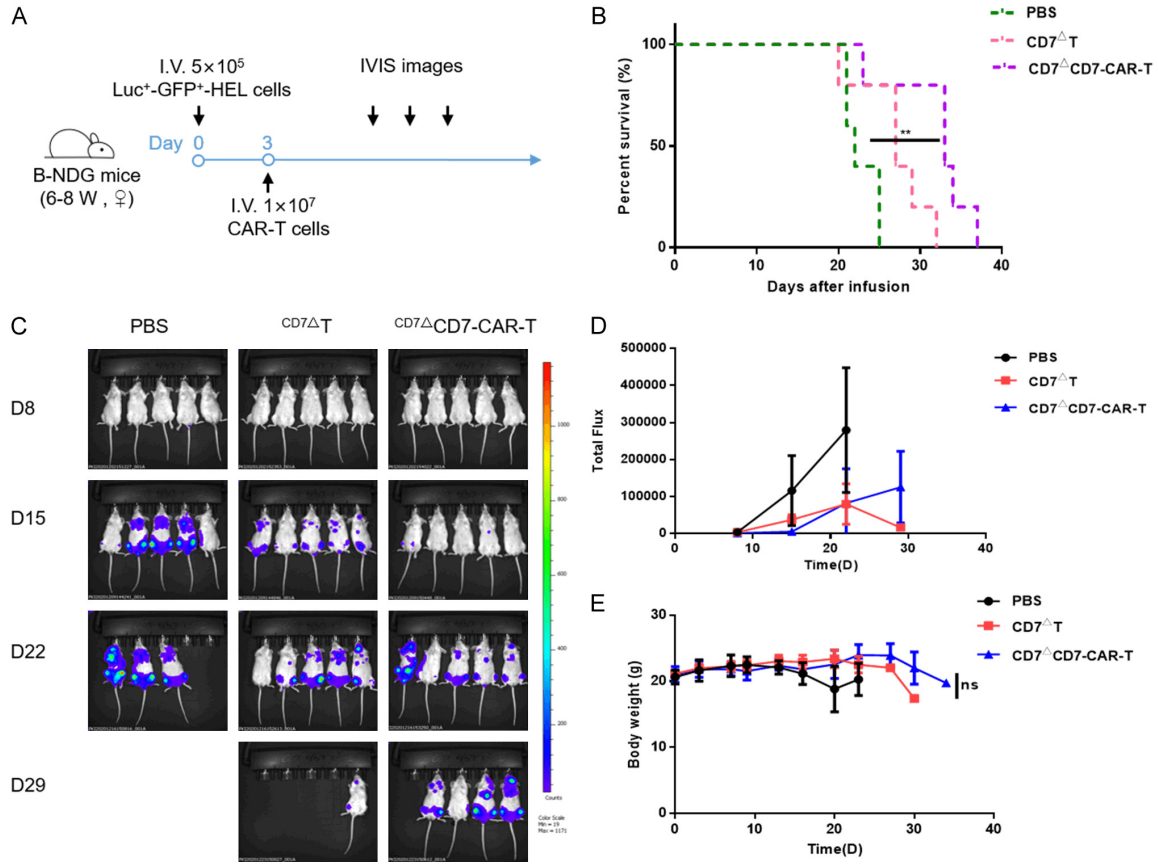 A
I.V. 5×10⁵
Luc⁺-GFP⁺-HEL cells
IVIS images
Day 0 3
B-NDG mice
(6-8 W , ♀)
I.V. 1×10⁷
CAR-T cells
B
PBS
CD7△T
CD7△CD7-CAR-T
Percent survival (%)
100
50
0
**
0 10 20 30 40
Days after infusion
C
PBS
CD7△T
CD7△CD7-CAR-T
D8
D15
D22
D29
1000
800
600
400
200
Counts
Color Scale
Min = 19
Max = 1171
D
PBS
CD7△T
CD7△CD7-CAR-T
Total Flux
500000
400000
300000
200000
100000
0
0 10 20 30 40
Time(D)
E
PBS
CD7△T
CD7△CD7-CAR-T
Body weight (g)
30
20
10
0
ns
0 10 20 30 40
Time(D)